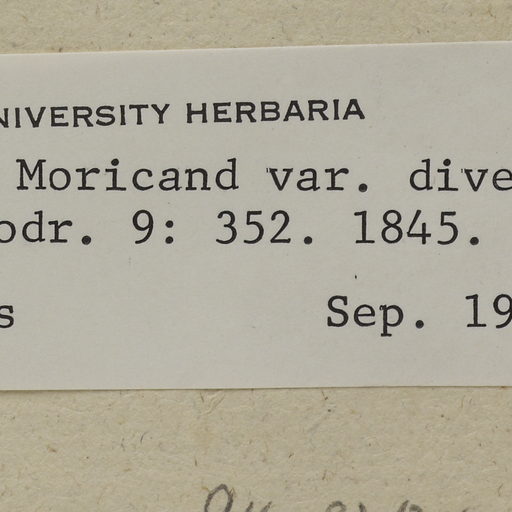 NIVERSITY HERBARIA
Moricand var. dive
odr. 9: 352. 1845.
s Sep. 19